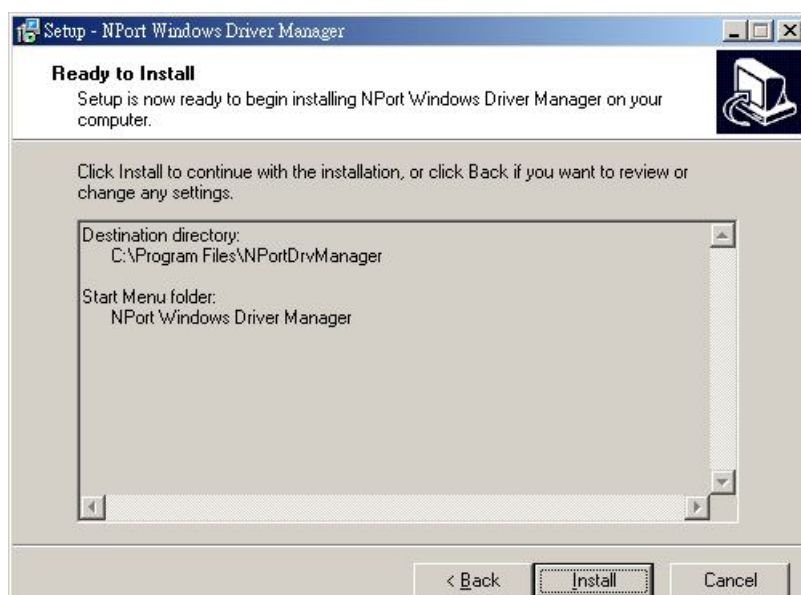 Setup - NPort Windows Driver Manager
Ready to Install
Setup is now ready to begin installing NPort Windows Driver Manager on your
computer.
Click Install to continue with the installation, or click Back if you want to review or
change any settings.
Destination directory:
C:\Program Files\NPortDrvManager
Start Menu folder:
NPort Windows Driver Manager
< Back
Install
Cancel